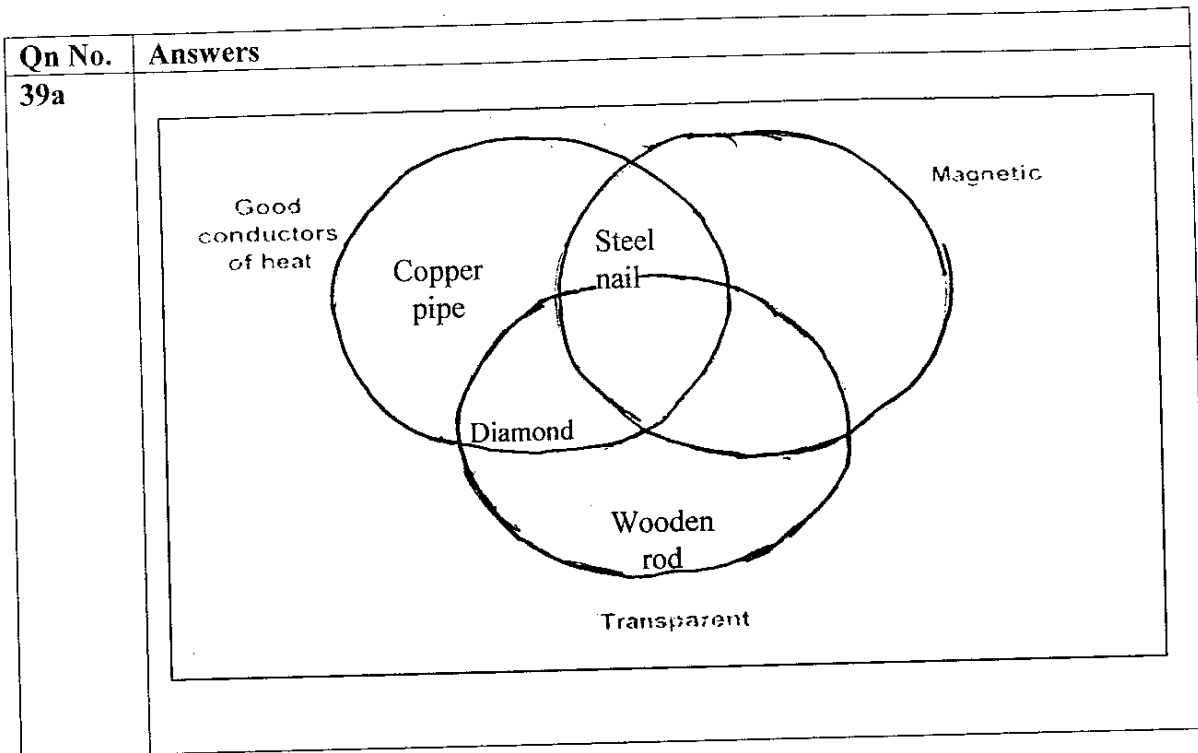 Qn No. Answers
39a
Magnetic
Good
conductors
of heat
Steel
nail
Copper
pipe
Diamond
Wooden
rod
Transparent